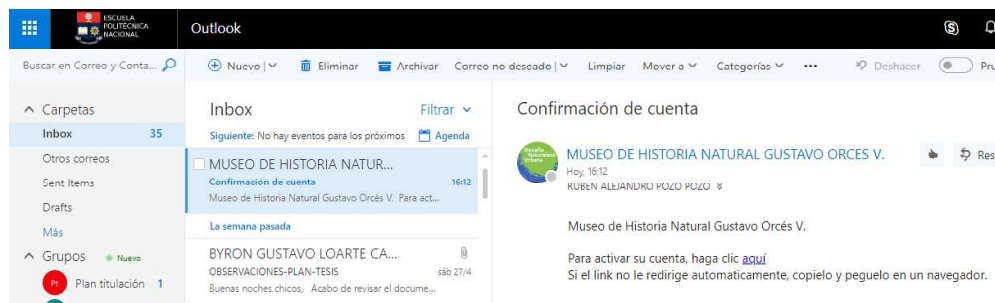 ESCUELA
POLITÉCNICA
NACIONAL
Outlook
Buscar en Correo y Conta...
Nuevo
Eliminar
Archivar
Correo no deseado
Limpiar
Mover a
Categorías
...
Deshacer
Pru
Carpetas
Inbox 35
Otros correos
Sent Items
Drafts
Más
Grupos Nuevo
Pt Plan titulación 1
Inbox Filtrar
Siguiente: No hay eventos para los próximos Agenda
MUSEO DE HISTORIA NATUR...
Confirmación de cuenta 16:12
Museo de Historia Natural Gustavo Orcés V. Para act...
La semana pasada
BYRON GUSTAVO LOARTE CA...
OBSERVACIONES-PLAN-TESIS sáb 27/4
Buenas noches chicos, Acabo de revisar el docume...
Confirmación de cuenta
MUSEO DE HISTORIA NATURAL GUSTAVO ORCES V.
Res
Hoy, 16:12
RUBEN ALEJANDRO POZO POZO
Museo de Historia Natural Gustavo Orcés V.
Para activar su cuenta, haga clic aquí
Si el link no le redirige automaticamente, copielo y peguelo en un navegador.